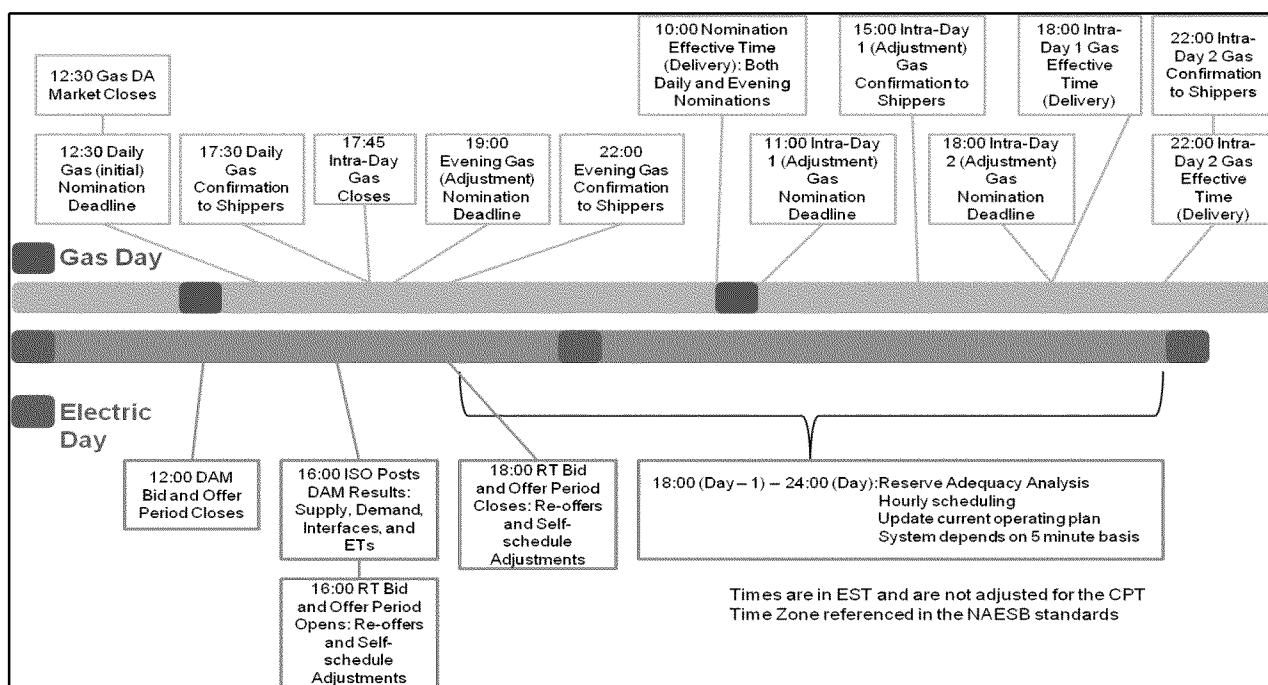 12:30 Gas DA
Market Closes
12:30 Daily
Gas (initial)
Nomination
Deadline
17:30 Daily
Gas
Confirmation
to Shippers
17:45
Intra-Day
Gas
Closes
19:00
Evening Gas
(Adjustment)
Nomination
Deadline
22:00
Evening Gas
Confirmation
to Shippers
10:00 Nomination
Effective Time
(Delivery): Both
Daily and Evening
Nominations
11:00 Intra-Day
1 (Adjustment)
Gas
Nomination
Deadline
15:00 Intra-Day
1 (Adjustment)
Gas
Confirmation to
Shippers
18:00 Intra-Day
2 (Adjustment)
Gas
Nomination
Deadline
18:00 Intra-
Day 1 Gas
Effective
Time
(Delivery)
22:00 Intra-
Day 2 Gas
Confirmation
to Shippers
22:00 Intra-
Day 2 Gas
Effective
Time
(Delivery)
Gas Day
Electric
Day
12:00 DAM
Bid and Offer
Period Closes
16:00 ISO Posts
DAM Results:
Supply, Demand,
Interfaces, and
ETs
16:00 RT Bid
and Offer Period
Opens: Re-offers
and Self-
schedule
Adjustments
18:00 RT Bid
and Offer Period
Closes: Re-offers
and Self-
schedule
Adjustments
18:00 (Day – 1) – 24:00 (Day): Reserve Adequacy Analysis
Hourly scheduling
Update current operating plan
System depends on 5 minute basis
Times are in EST and are not adjusted for the CPT
Time Zone referenced in the NAESB standards